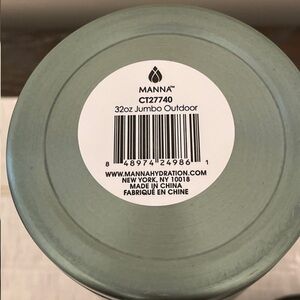 MANNA™
CT27740
32oz Jumbo Outdoor
8 48974 24986 1
WWW.MANNAHYDRATION.COM
NEW YORK, NY 10018
MADE IN CHINA
FABRIQUÉ EN CHINE